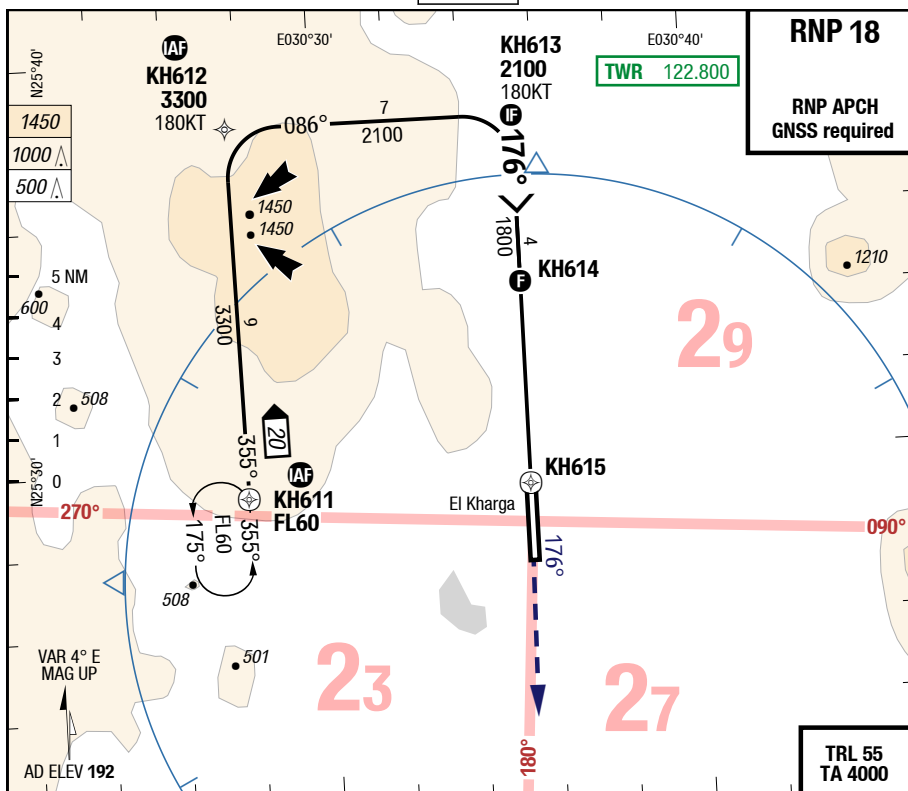 E030°30'
E030°40'
N25°40'
IAF
KH612
3300
180KT
KH613
2100
180KT
IF
TWR 122.800
RNP 18
RNP APCH
GNSS required
1450
1000
500
086°
7
2100
176°
1450
1450
4
1800
F
KH614
1210
29
5 NM
4
3
2
1
0
600
508
9
3300
N25°30'
355°
20
IAF
KH611
FL60
KH615
El Kharga
270°
090°
175°
FL60
355°
176°
508
501
23
27
VAR 4° E
MAG UP
AD ELEV 192
180°
TRL 55
TA 4000